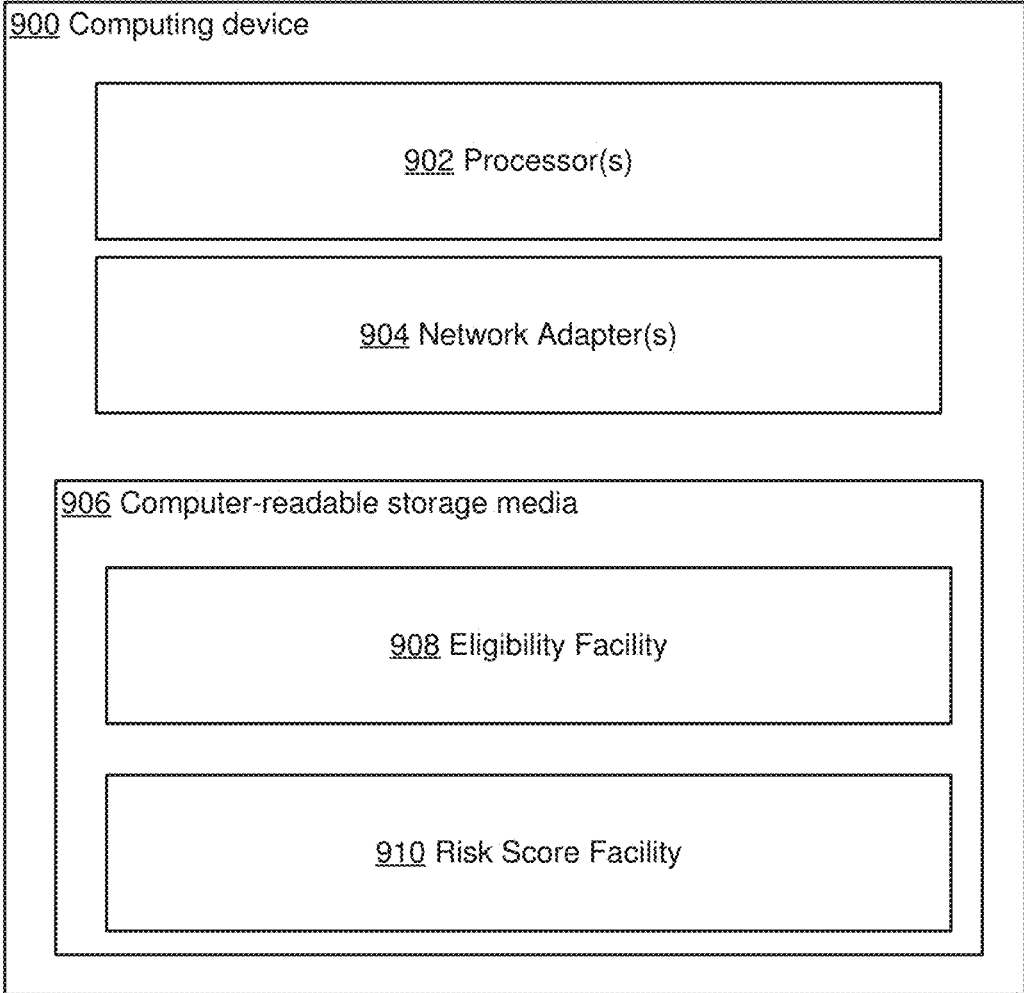 900 Computing device
902 Processor(s)
904 Network Adapter(s)
906 Computer-readable storage media
908 Eligibility Facility
910 Risk Score Facility